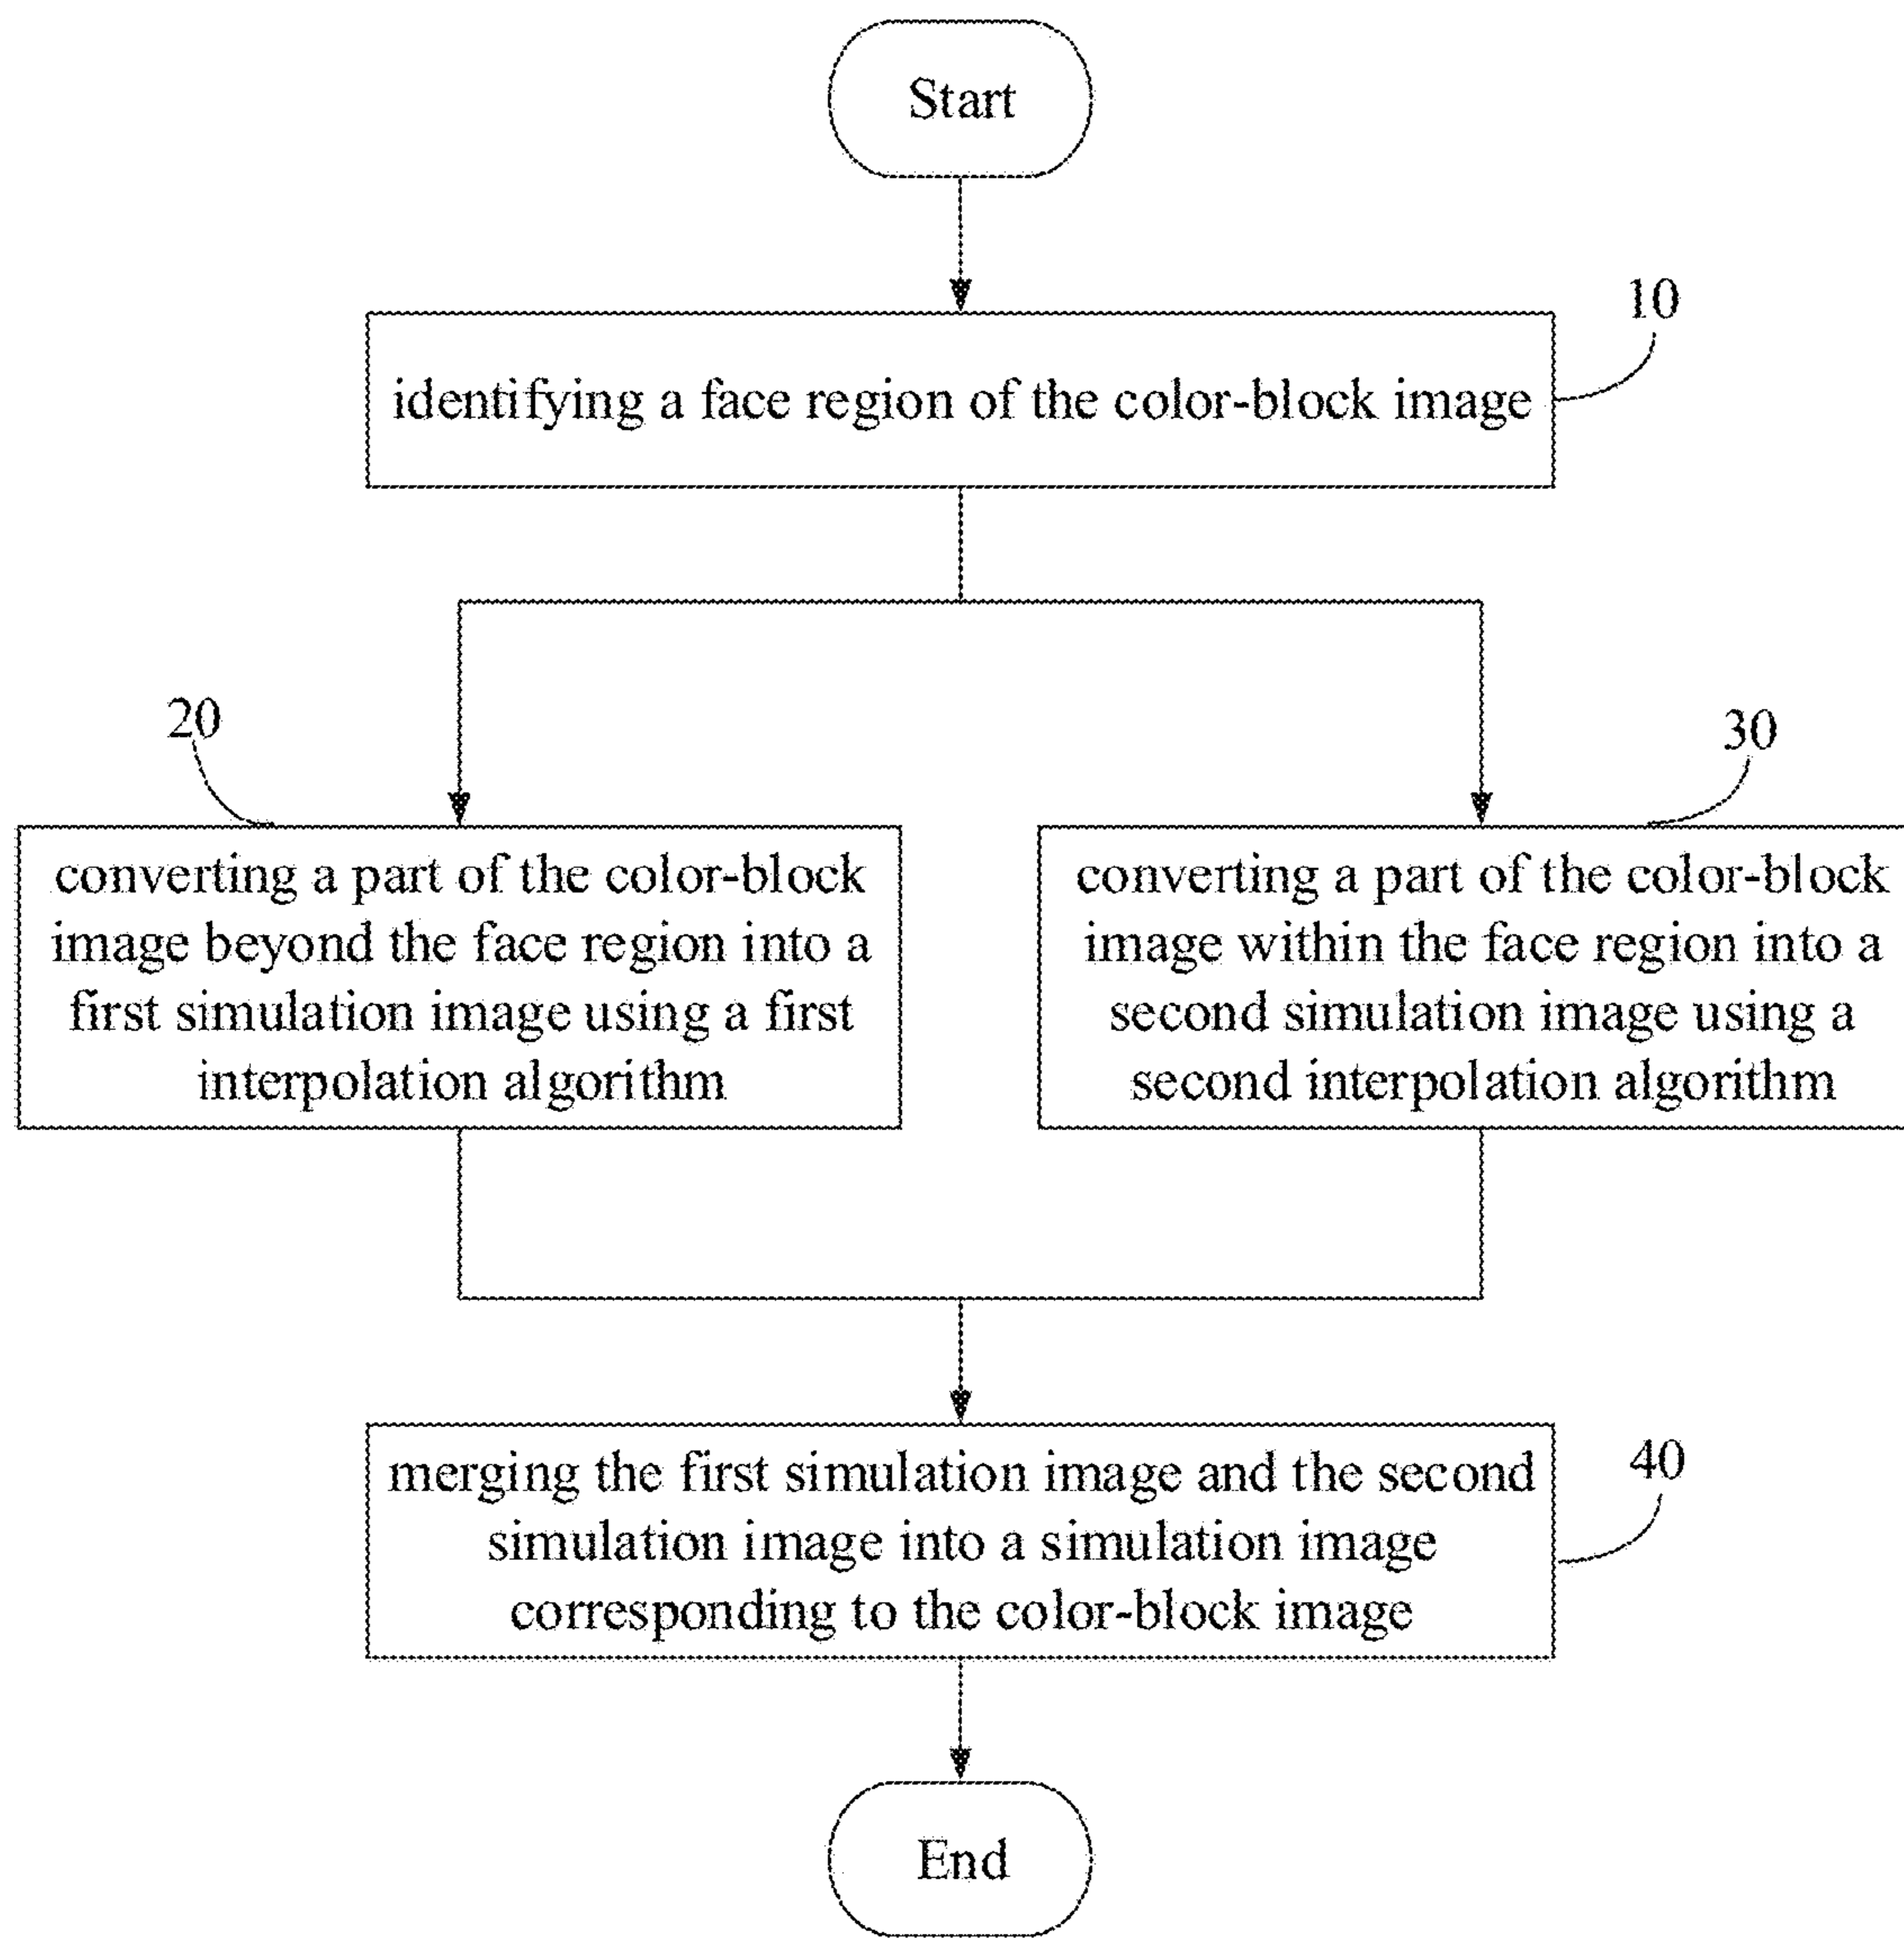 Start
10
identifying a face region of the color-block image
20
30
converting a part of the color-block
image beyond the face region into a
first simulation image using a first
interpolation algorithm
converting a part of the color-block
image within the face region into a
second simulation image using a
second interpolation algorithm
merging the first simulation image and the second
simulation image into a simulation image
corresponding to the color-block image
40
End